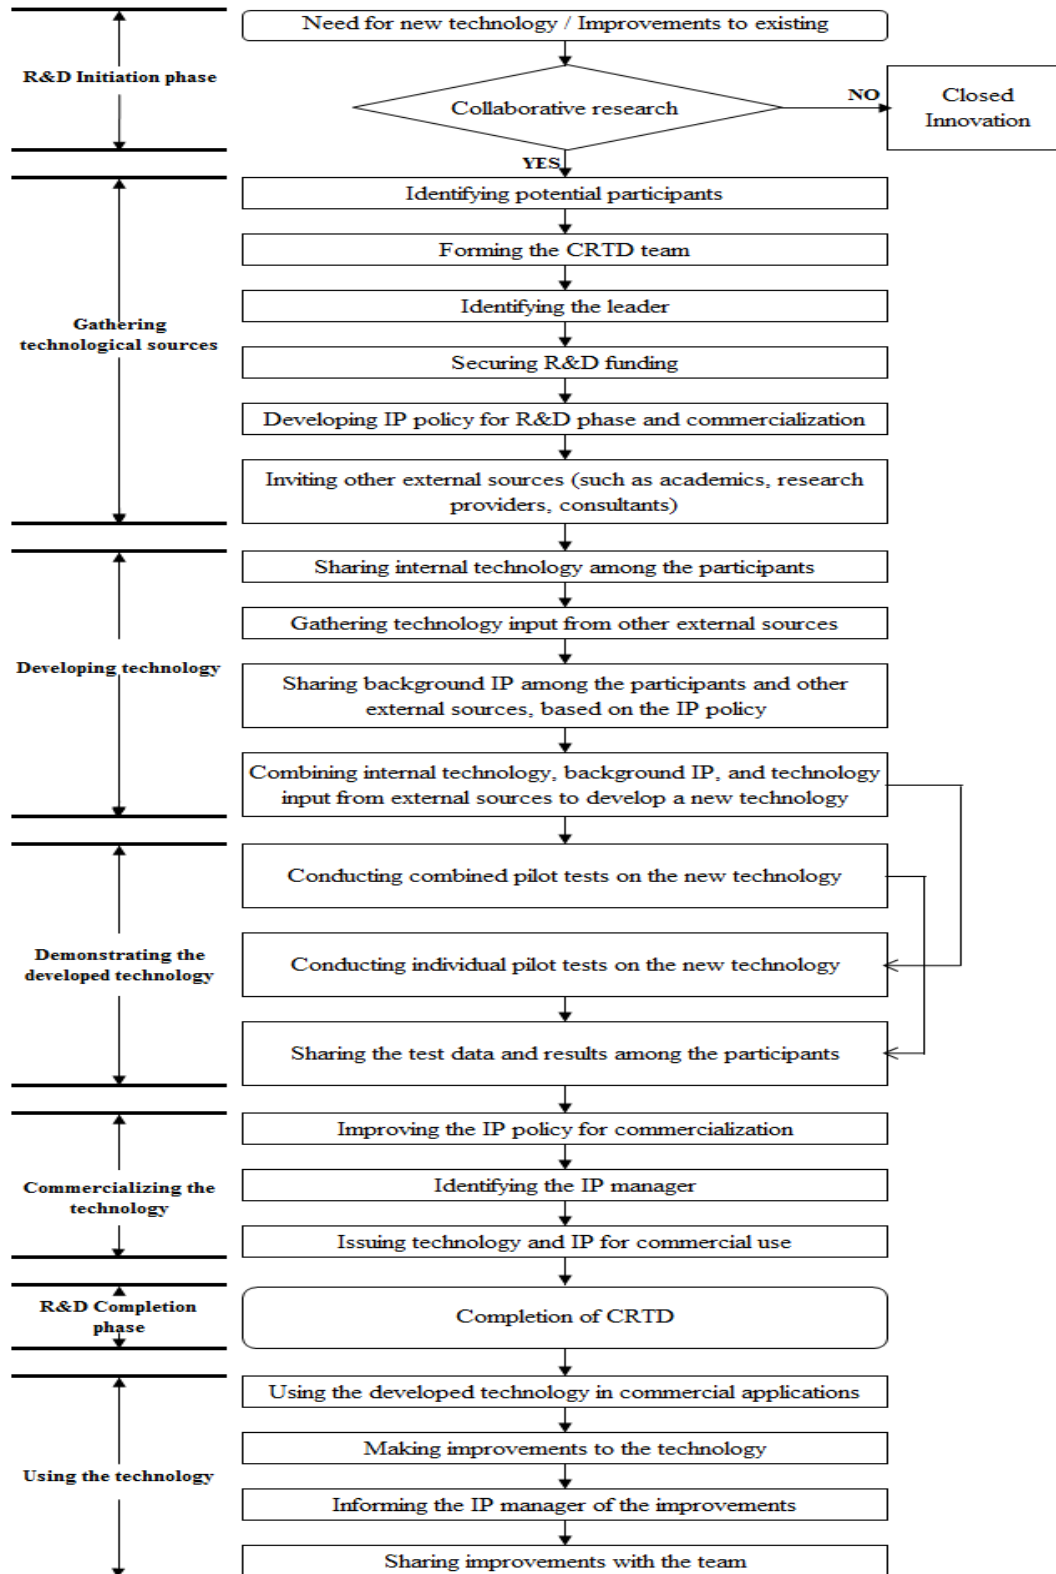 Need for new technology / Improvements to existing
R&D Initiation phase
Collaborative research
NO
Closed
Innovation
YES
Identifying potential participants
Forming the CRTD team
Identifying the leader
Gathering
technological sources
Securing R&D funding
Developing IP policy for R&D phase and commercialization
Inviting other external sources (such as academics, research
providers, consultants)
Sharing internal technology among the participants
Gathering technology input from other external sources
Developing technology
Sharing background IP among the participants and other
external sources, based on the IP policy
Combining internal technology, background IP, and technology
input from external sources to develop a new technology
Conducting combined pilot tests on the new technology
Demonstrating the
developed technology
Conducting individual pilot tests on the new technology
Sharing the test data and results among the participants
Improving the IP policy for commercialization
Commercializing the
technology
Identifying the IP manager
Issuing technology and IP for commercial use
R&D Completion
phase
Completion of CRTD
Using the developed technology in commercial applications
Making improvements to the technology
Using the technology
Informing the IP manager of the improvements
Sharing improvements with the team